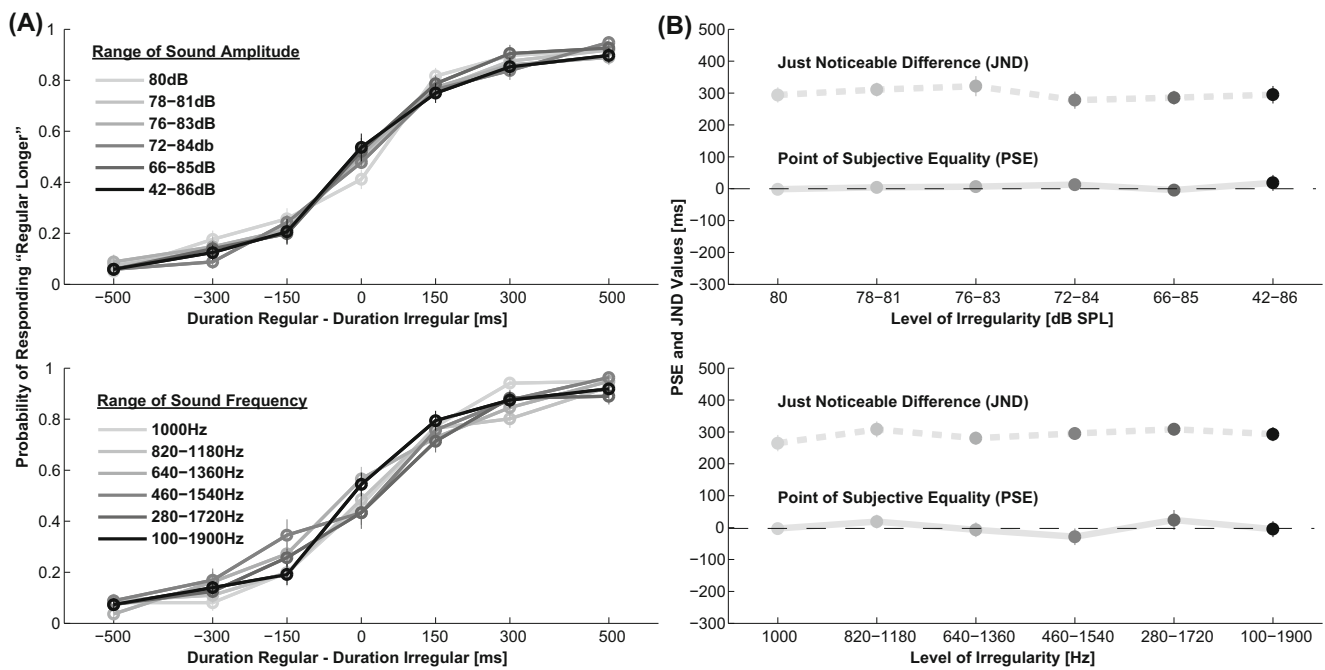 (A)
Probability of Responding “Regular Longer”
1
0.8
0.6
0.4
0.2
0
Range of Sound Amplitude
80dB
78−81dB
76−83dB
72−84db
66−85dB
42−86dB
−500
−300
−150
0
150
300
500
Duration Regular - Duration Irregular [ms]
1
0.8
0.6
0.4
0.2
0
Range of Sound Frequency
1000Hz
820−1180Hz
640−1360Hz
460−1540Hz
280−1720Hz
100−1900Hz
−500
−300
−150
0
150
300
500
Duration Regular - Duration Irregular [ms]
(B)
PSE and JND Values [ms]
500
400
300
200
100
0
−100
−200
−300
Just Noticeable Difference (JND)
Point of Subjective Equality (PSE)
80
78−81
76−83
72−84
66−85
42−86
Level of Irregularity [dB SPL]
500
400
300
200
100
0
−100
−200
−300
Just Noticeable Difference (JND)
Point of Subjective Equality (PSE)
1000
820−1180
640−1360
460−1540
280−1720
100−1900
Level of Irregularity [Hz]